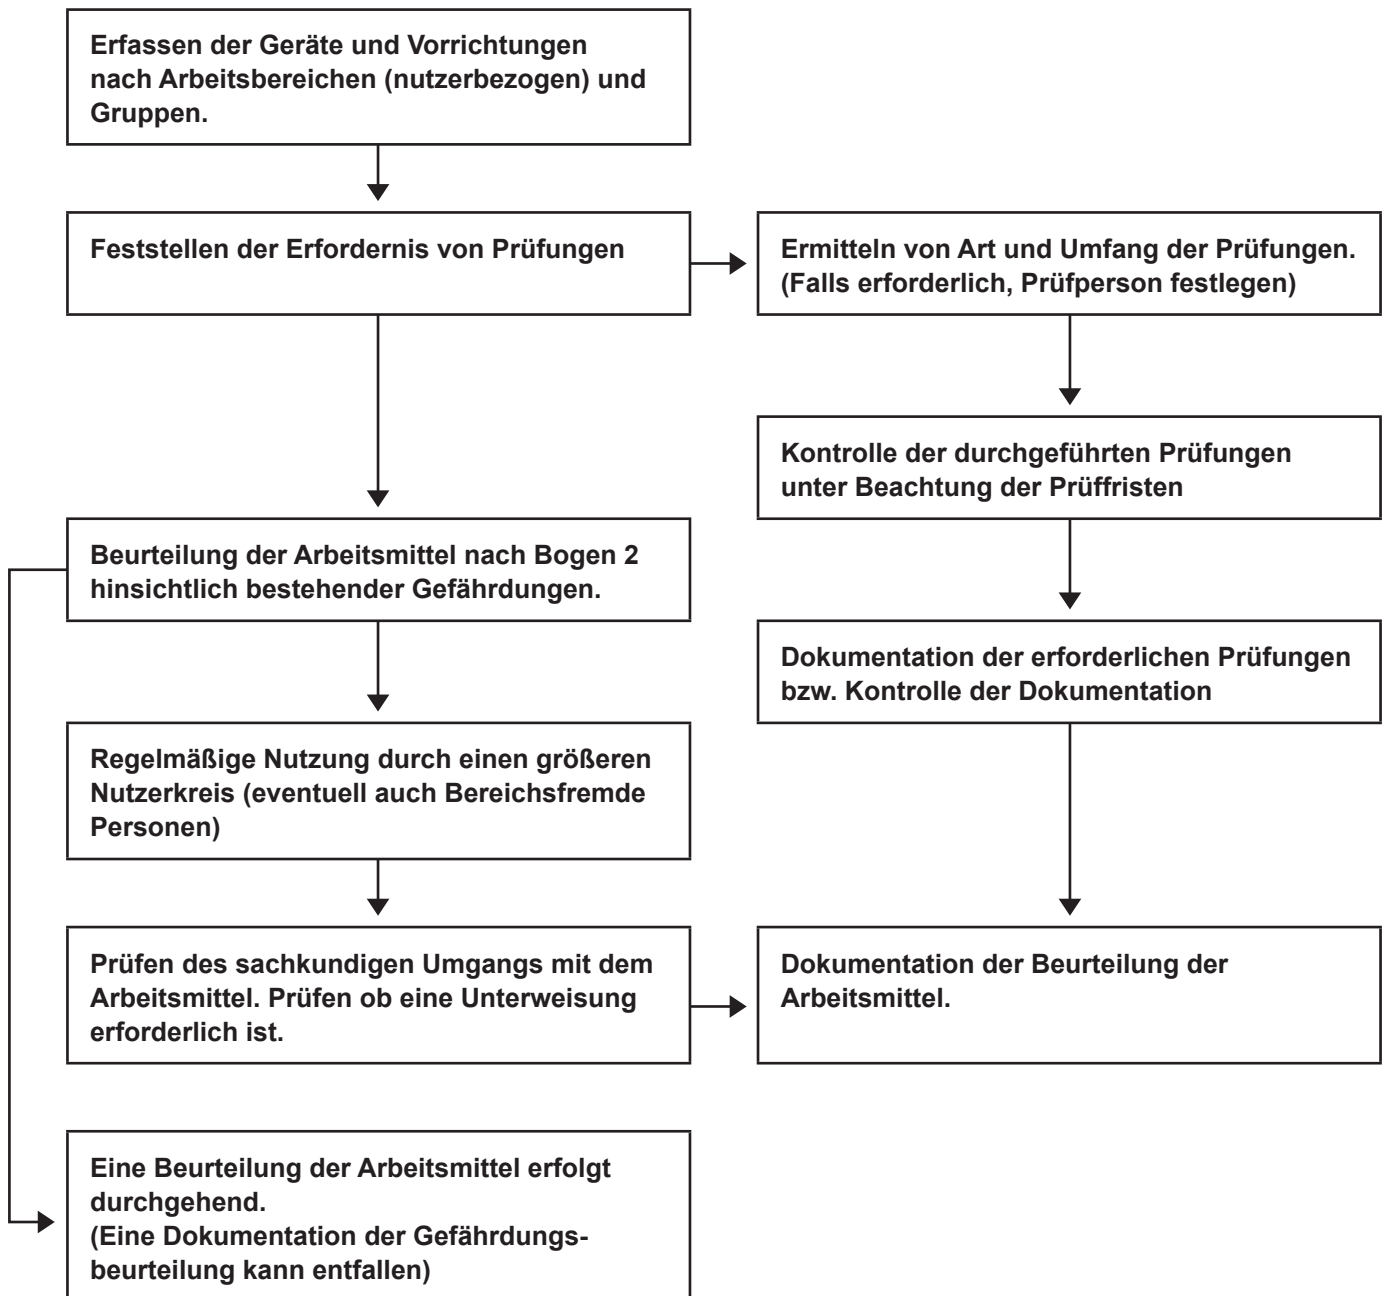 Erfassen der Geräte und Vorrichtungen
nach Arbeitsbereichen (nutzerbezogen) und
Gruppen.
Feststellen der Erfordernis von Prüfungen
Ermitteln von Art und Umfang der Prüfungen.
(Falls erforderlich, Prüfperson festlegen)
Kontrolle der durchgeführten Prüfungen
unter Beachtung der Prüffristen
Beurteilung der Arbeitsmittel nach Bogen 2
hinsichtlich bestehender Gefährdungen.
Dokumentation der erforderlichen Prüfungen
bzw. Kontrolle der Dokumentation
Regelmäßige Nutzung durch einen größeren
Nutzerkreis (eventuell auch Bereichsfremde
Personen)
Prüfen des sachkundigen Umgangs mit dem
Arbeitsmittel. Prüfen ob eine Unterweisung
erforderlich ist.
Dokumentation der Beurteilung der
Arbeitsmittel.
Eine Beurteilung der Arbeitsmittel erfolgt
durchgehend.
(Eine Dokumentation der Gefährdungs-
beurteilung kann entfallen)